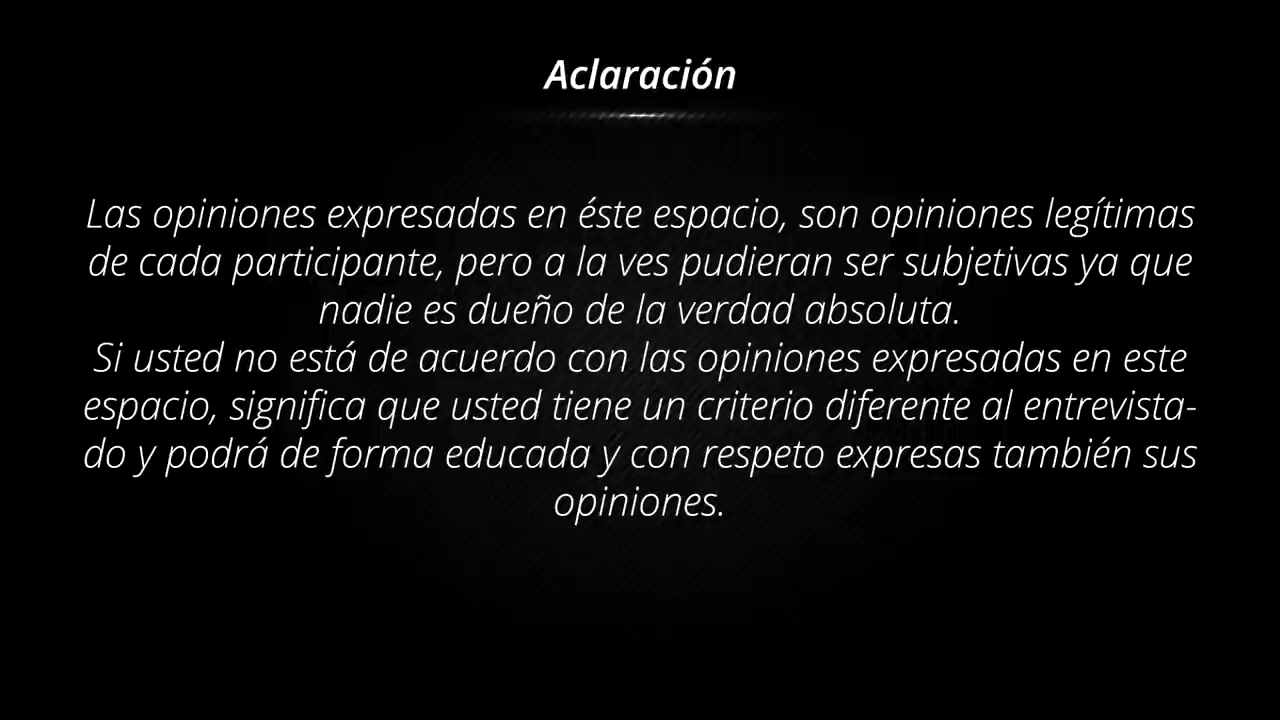 Aclaración
Las opiniones expresadas en éste espacio, son opiniones legítimas
de cada participante, pero a la ves pudieran ser subjetivas ya que
nadie es dueño de la verdad absoluta.
Si usted no está de acuerdo con las opiniones expresadas en este
espacio, significa que usted tiene un criterio diferente al entrevista-
do y podrá de forma educada y con respeto expresas también sus
opiniones.